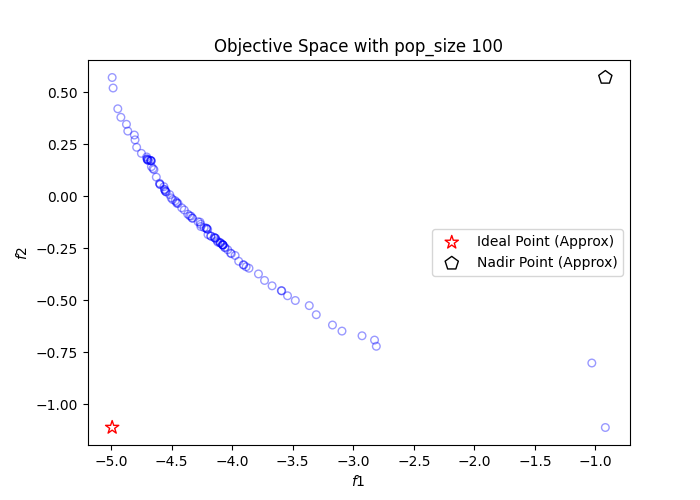 Objective Space with pop_size 100
0.50
0.25
0.00
−0.25
−0.50
−0.75
−1.00
f2
Ideal Point (Approx)
Nadir Point (Approx)
−5.0 −4.5 −4.0 −3.5 −3.0 −2.5 −2.0 −1.5 −1.0
f1